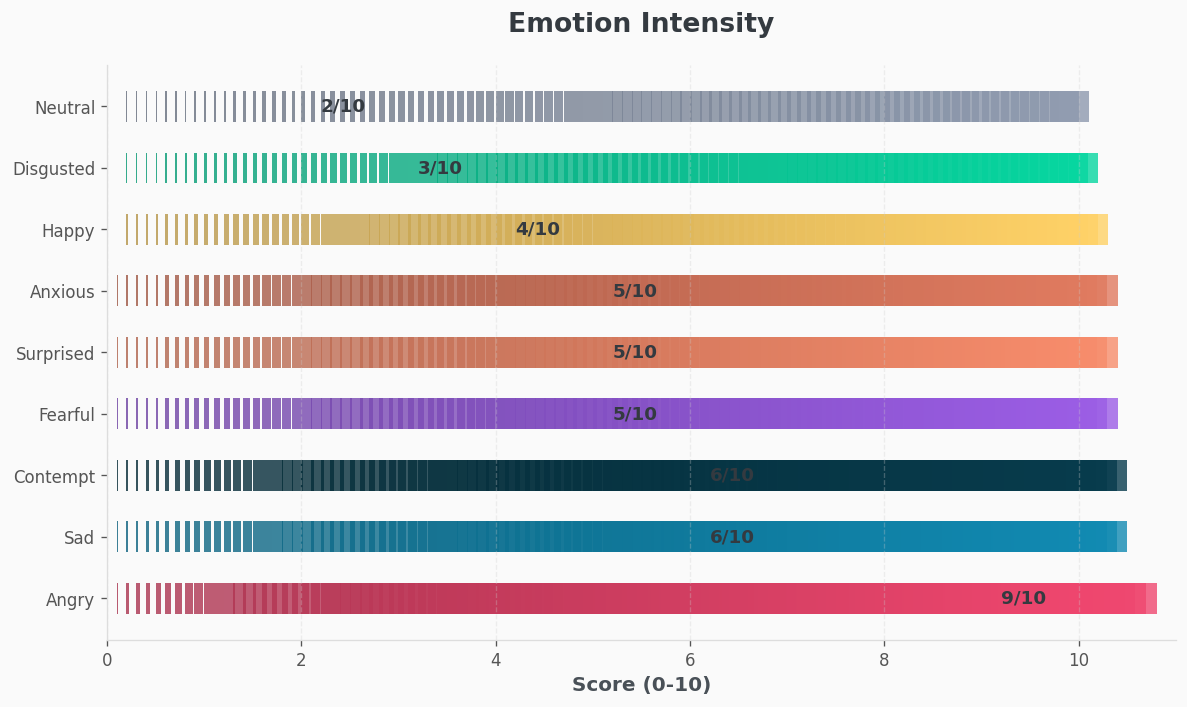 Emotion Intensity
Neutral 2/10
Disgusted 3/10
Happy 4/10
Anxious 5/10
Surprised 5/10
Fearful 5/10
Contempt 6/10
Sad 6/10
Angry 9/10
0 2 4 6 8 10
Score (0-10)